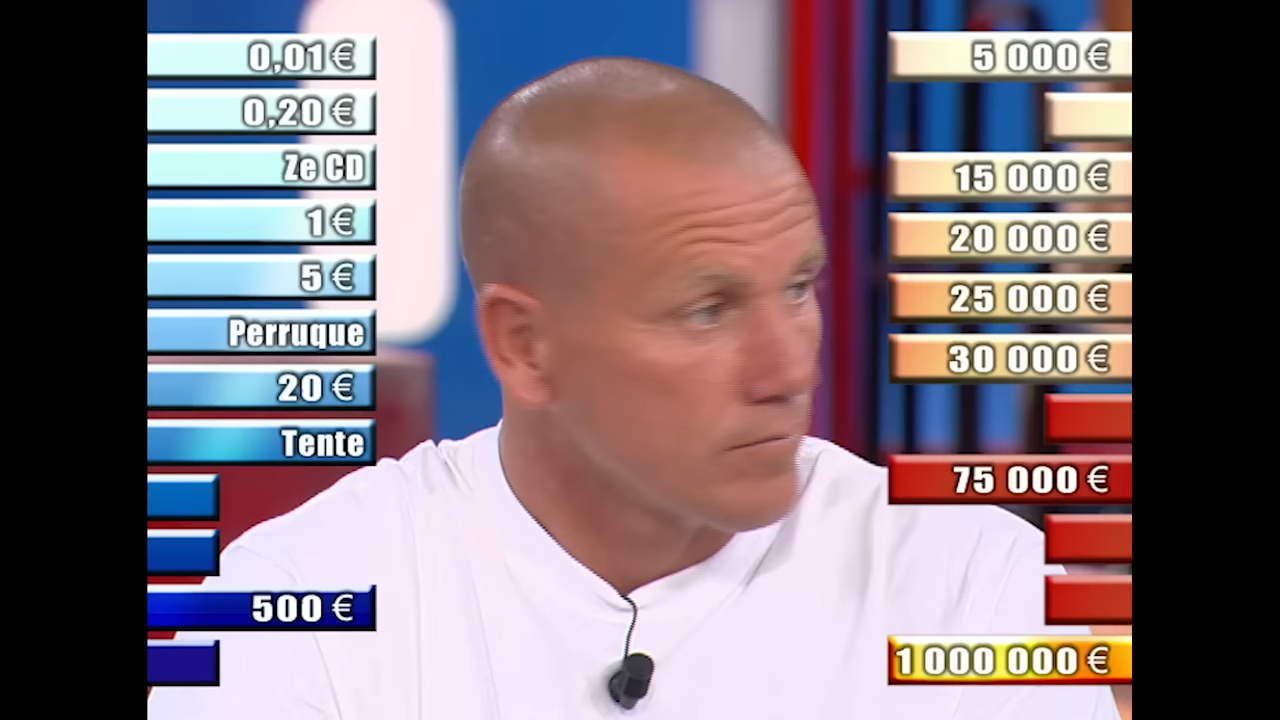 0,01 €
0,20 €
Ze CD
1 €
5 €
Perruque
20 €
Tente
500 €
5 000 €
15 000 €
20 000 €
25 000 €
30 000 €
75 000 €
1 000 000 €